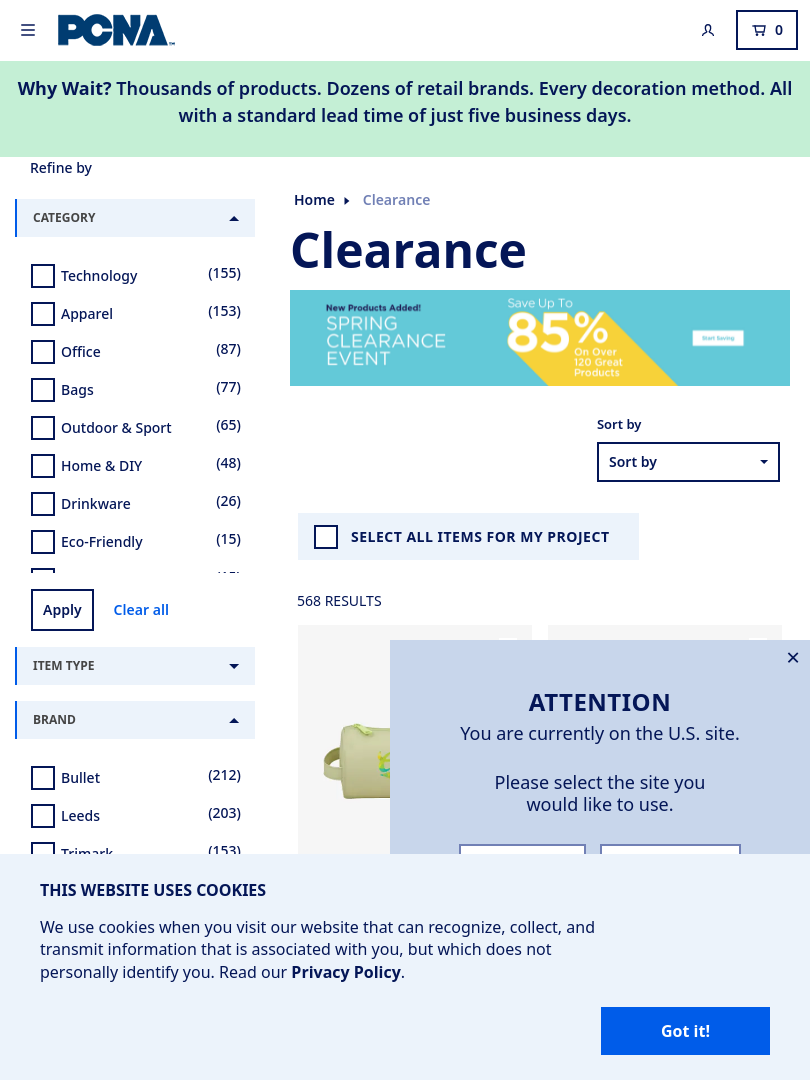 PCNA
0
Why Wait? Thousands of products. Dozens of retail brands. Every decoration method. All
with a standard lead time of just five business days.
Refine by
CATEGORY
Technology (155)
Apparel (153)
Office (87)
Bags (77)
Outdoor & Sport (65)
Home & DIY (48)
Drinkware (26)
Eco-Friendly (15)
Apply
Clear all
ITEM TYPE
BRAND
Bullet (212)
Leeds (203)
Trimark (153)
Home
Clearance
Clearance
New Products Added!
SPRING
CLEARANCE
EVENT
Save Up To
85%
On Over
120 Great
Products
Start Saving
Sort by
Sort by
SELECT ALL ITEMS FOR MY PROJECT
568 RESULTS
ATTENTION
You are currently on the U.S. site.
Please select the site you
would like to use.
THIS WEBSITE USES COOKIES
We use cookies when you visit our website that can recognize, collect, and
transmit information that is associated with you, but which does not
personally identify you. Read our Privacy Policy.
Got it!